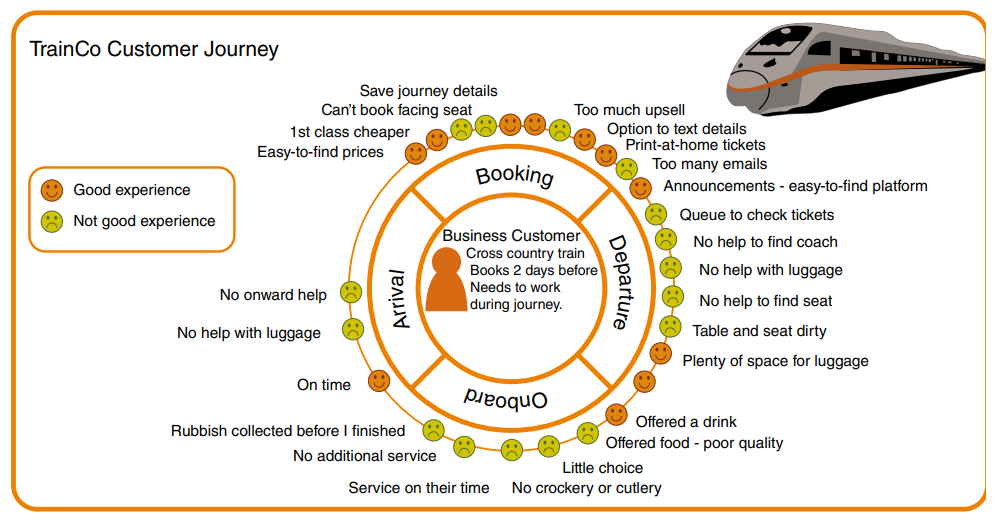 TrainCo Customer Journey
Save journey details
Can't book facing seat
1st class cheaper
Easy-to-find prices
Too much upsell
Option to text details
Print-at-home tickets
Too many emails
Announcements - easy-to-find platform
Queue to check tickets
No help to find coach
No help with luggage
No help to find seat
Table and seat dirty
Plenty of space for luggage
Offered a drink
Offered food - poor quality
Little choice
No crockery or cutlery
Service on their time
No additional service
Rubbish collected before I finished
On time
No help with luggage
No onward help
Good experience
Not good experience
Booking
Departure
Onboard
Arrival
Business Customer
Cross country train
Books 2 days before
Needs to work
during journey.